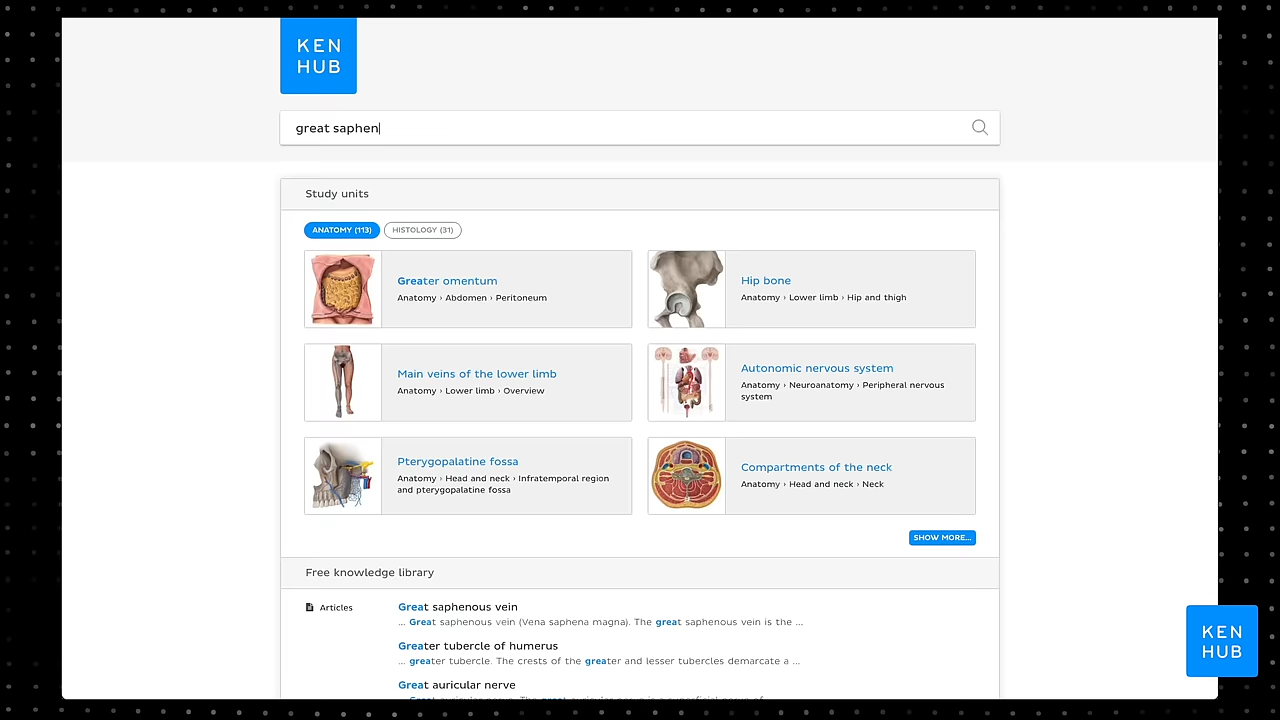 KEN
HUB
great saphen
Study units
ANATOMY (113)
HISTOLOGY (31)
Greater omentum
Anatomy › Abdomen › Peritoneum
Hip bone
Anatomy › Lower limb › Hip and thigh
Main veins of the lower limb
Anatomy › Lower limb › Overview
Autonomic nervous system
Anatomy › Neuroanatomy › Peripheral nervous
system
Pterygopalatine fossa
Anatomy › Head and neck › Infratemporal region
and pterygopalatine fossa
Compartments of the neck
Anatomy › Head and neck › Neck
SHOW MORE...
Free knowledge library
Articles
Great saphenous vein
... Great saphenous vein (Vena saphena magna). The great saphenous vein is the ...
Greater tubercle of humerus
... greater tubercle. The crests of the greater and lesser tubercles demarcate a ...
Great auricular nerve
KEN
HUB